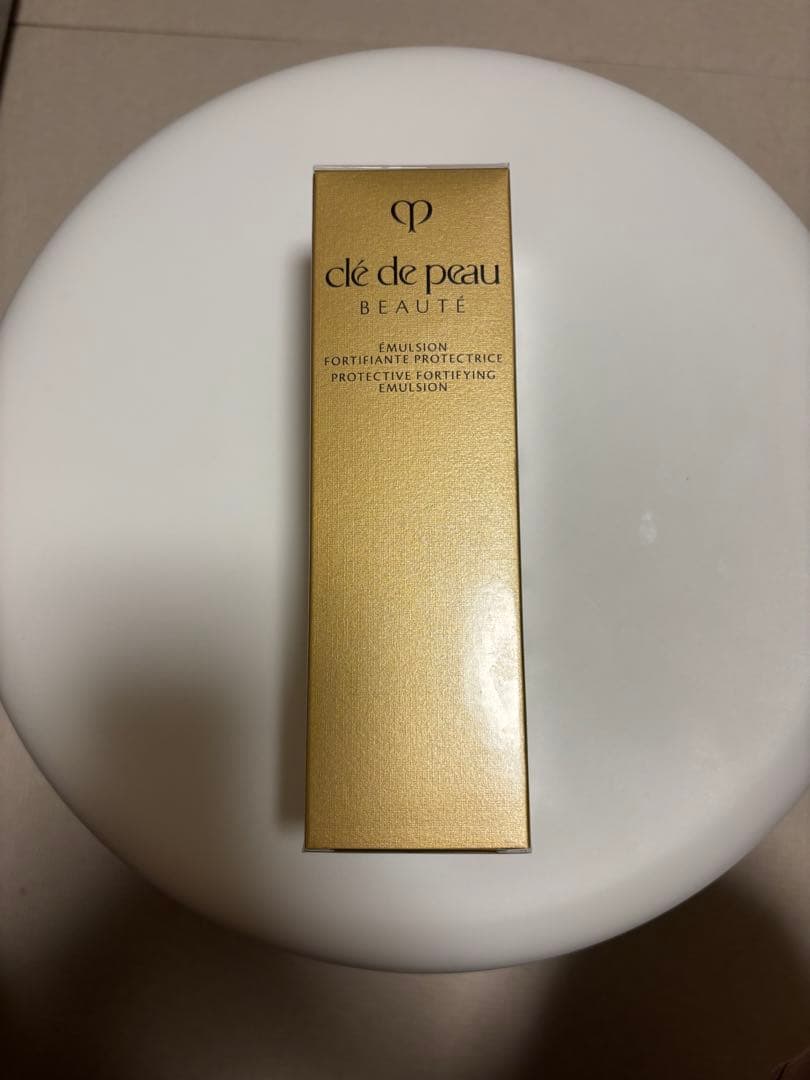 clé de peau
BEAUTÉ
ÉMULSION
FORTIFIANTE PROTECTRICE
PROTECTIVE FORTIFYING
EMULSION